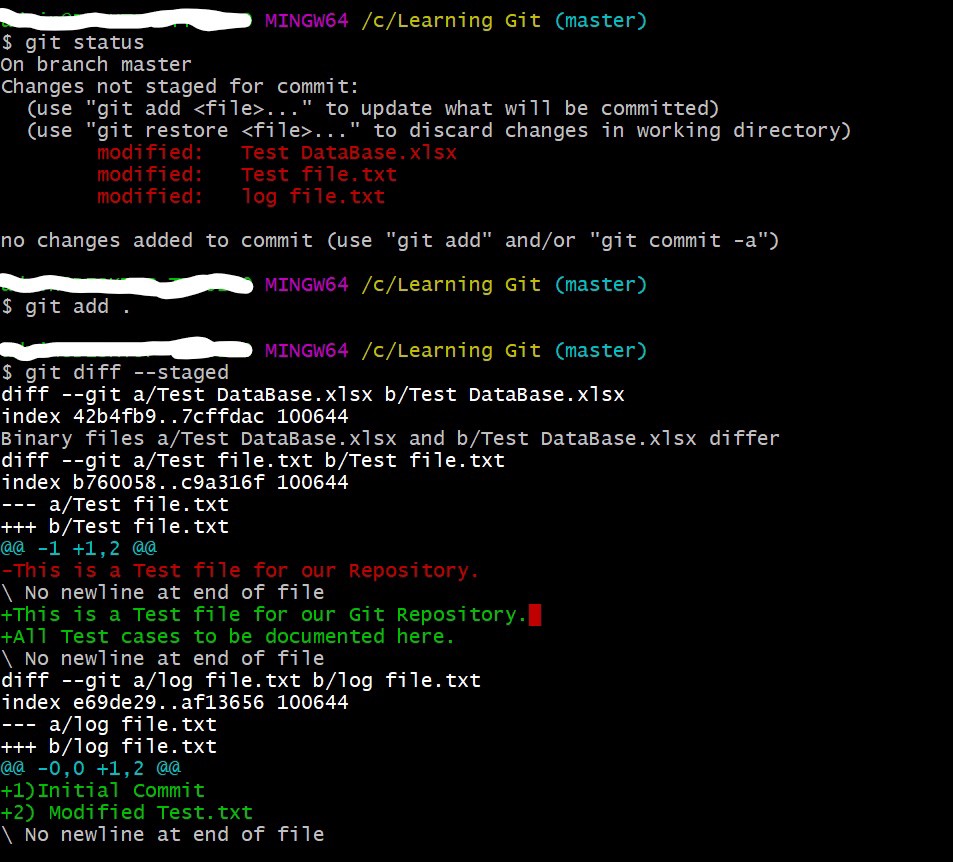 MINGW64 /c/Learning Git (master)
$ git status
On branch master
Changes not staged for commit:
  (use "git add <file>..." to update what will be committed)
  (use "git restore <file>..." to discard changes in working directory)
        modified:   Test DataBase.xlsx
        modified:   Test file.txt
        modified:   log file.txt

no changes added to commit (use "git add" and/or "git commit -a")

MINGW64 /c/Learning Git (master)
$ git add .

MINGW64 /c/Learning Git (master)
$ git diff --staged
diff --git a/Test DataBase.xlsx b/Test DataBase.xlsx
index 42b4fb9..7cffdac 100644
Binary files a/Test DataBase.xlsx and b/Test DataBase.xlsx differ
diff --git a/Test file.txt b/Test file.txt
index b760058..c9a316f 100644
--- a/Test file.txt
+++ b/Test file.txt
@@ -1 +1,2 @@
-This is a Test file for our Repository.
\ No newline at end of file
+This is a Test file for our Git Repository.
+All Test cases to be documented here.
\ No newline at end of file
diff --git a/log file.txt b/log file.txt
index e69de29..af13656 100644
--- a/log file.txt
+++ b/log file.txt
@@ -0,0 +1,2 @@
+1)Initial Commit
+2) Modified Test.txt
\ No newline at end of file